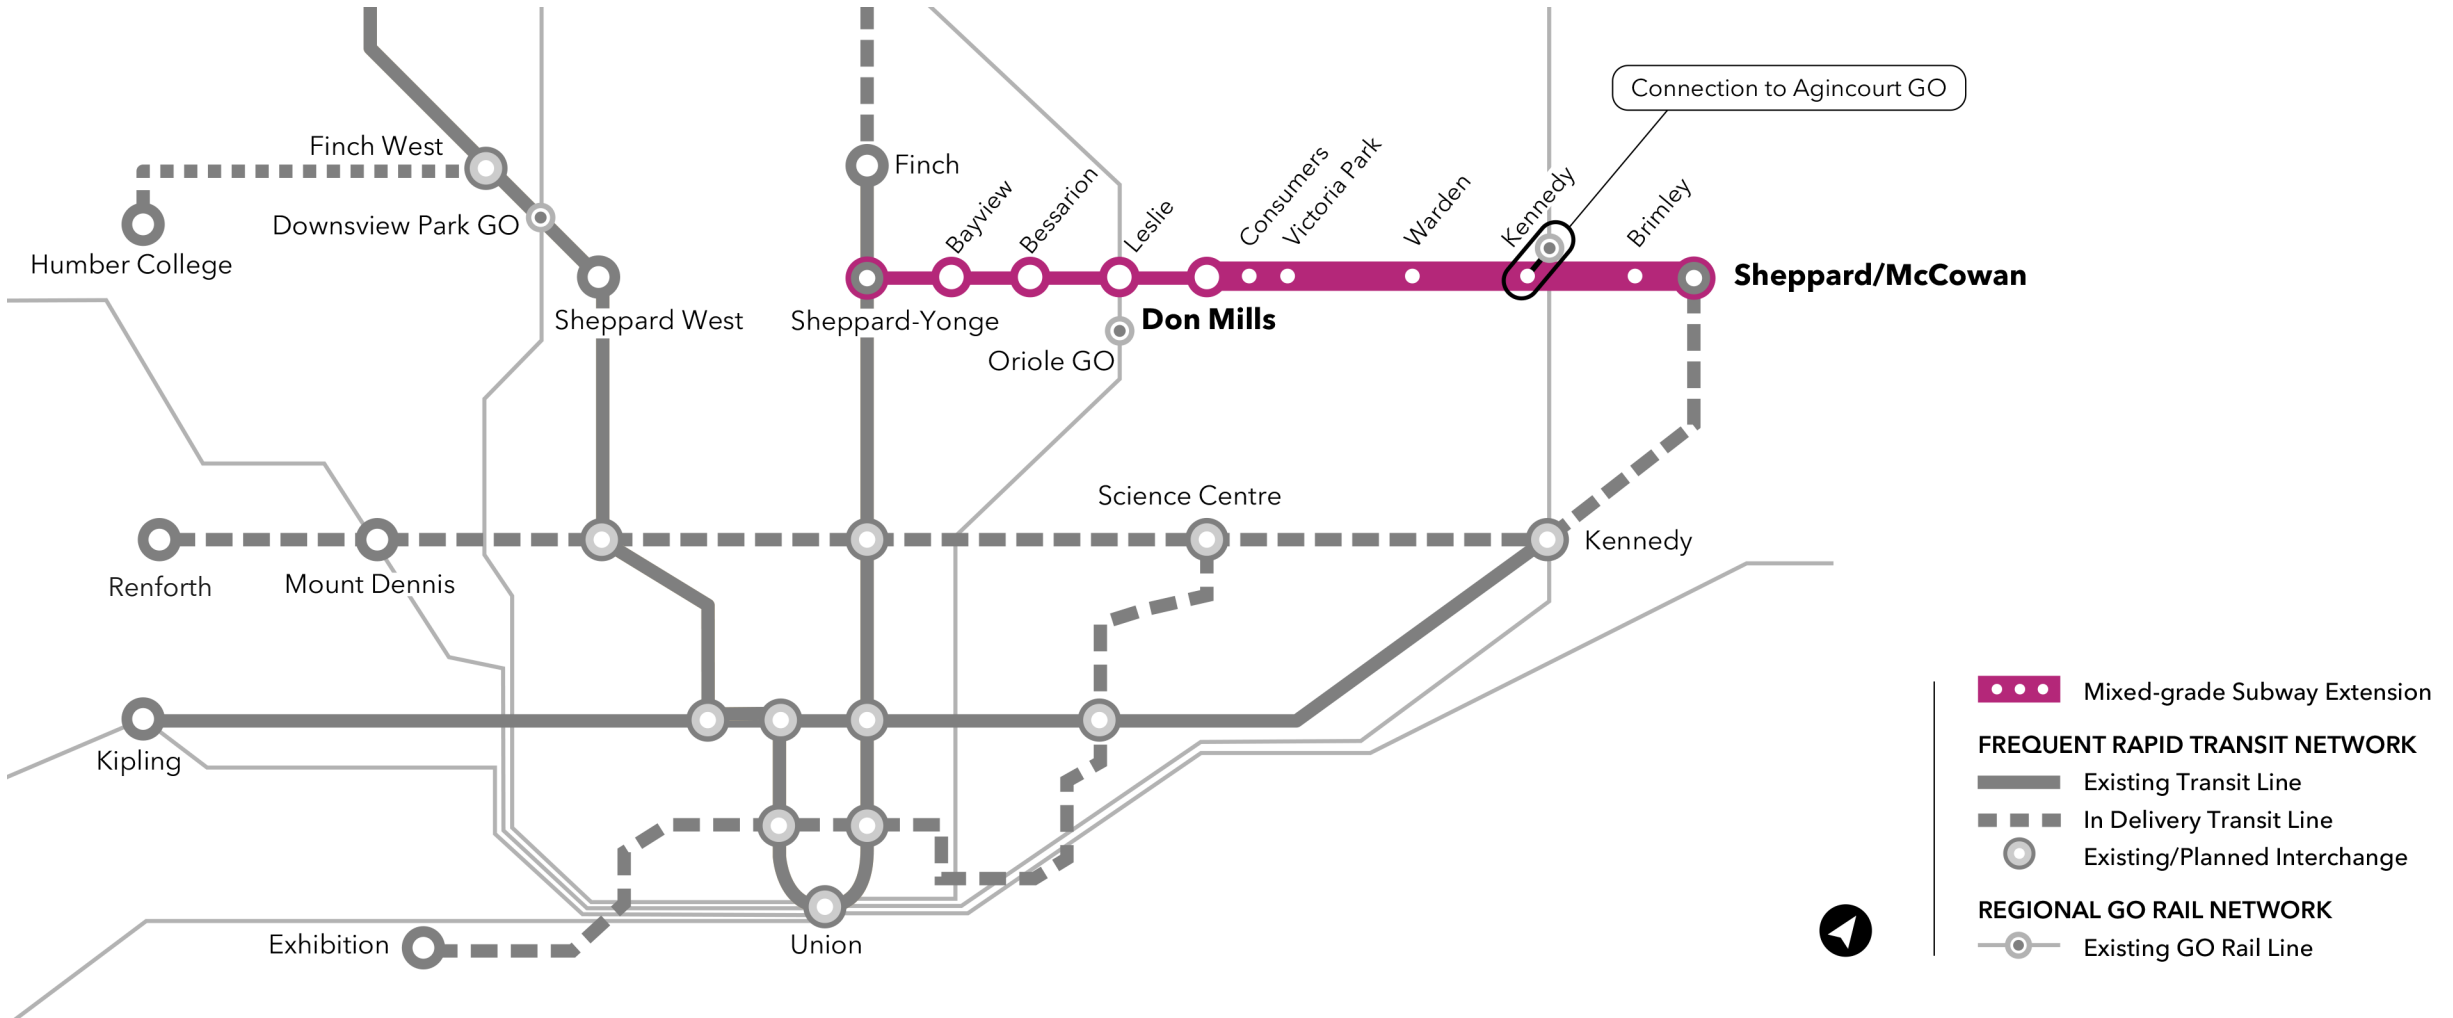 Connection to Agincourt GO
Finch West
Finch
Downsview Park GO
Humber College
Bayview
Bessarion
Leslie
Consumers
Victoria Park
Warden
Kennedy
Brimley
Sheppard/McCowan
Sheppard West
Sheppard-Yonge
Don Mills
Oriole GO
Science Centre
Kennedy
Renforth
Mount Dennis
Kipling
Exhibition
Union
Mixed-grade Subway Extension
FREQUENT RAPID TRANSIT NETWORK
Existing Transit Line
In Delivery Transit Line
Existing/Planned Interchange
REGIONAL GO RAIL NETWORK
Existing GO Rail Line